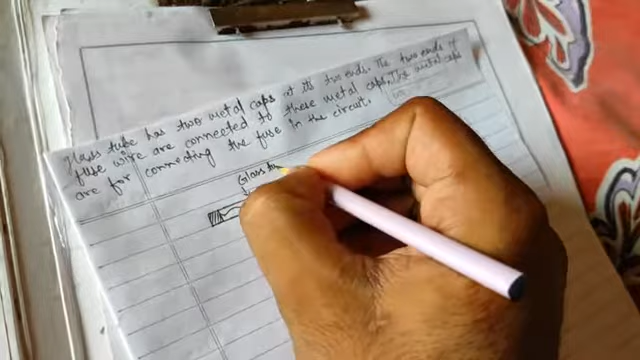 glass tube has two metal caps at its two ends. The two ends of
fuse wire are connected to these metal caps. The metal caps
are for connecting the fuse in the circuit.
Glass tu